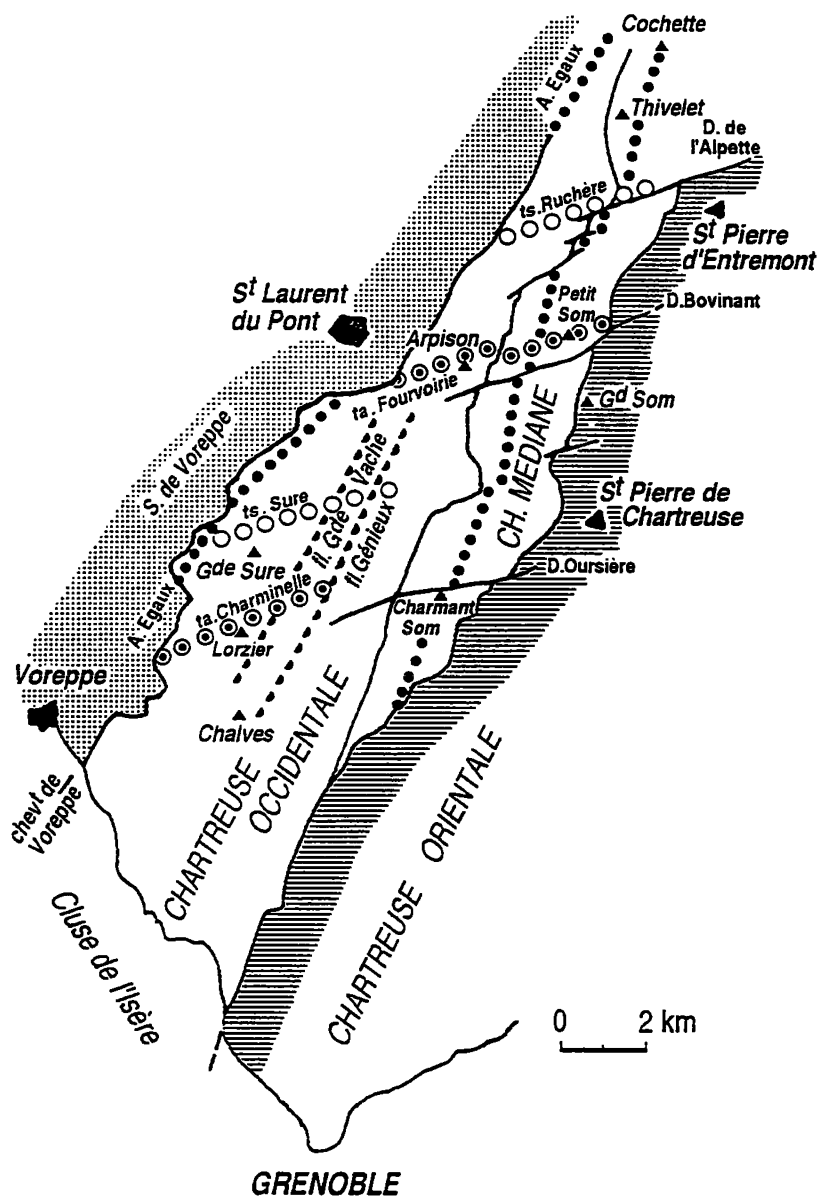 Cochette
A. Egaux
Thivelet
D. de
l'Alpette
ts.Ruchère
St Pierre
d'Entremont
St Laurent
du Pont
Petit
Som
D.Bovinant
Arpison
ta. Fourvoirie
Gd Som
S. de Voreppe
CH. MEDIANE
ts. Sure
fl. Gde Vache
fl.Génieux
St Pierre de
Chartreuse
Gde Sure
D.Oursière
A. Egaux
ta.Charminelle
Charmant
Som
Lorzier
Voreppe
Chalves
CHARTREUSE
OCCIDENTALE
chevt de
Voreppe
CHARTREUSE ORIENTALE
Cluse de l'Isère
0 2 km
GRENOBLE